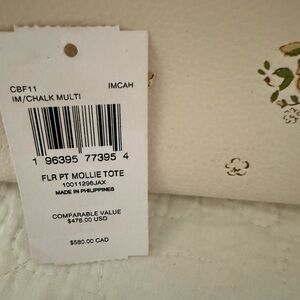 CBF11 IMCAH
IM/CHALK MULTI
1 96395 77395 4
FLR PT MOLLIE TOTE
10011296JAX
MADE IN PHILIPPINES
COMPARABLE VALUE
$478.00 USD
$580.00 CAD